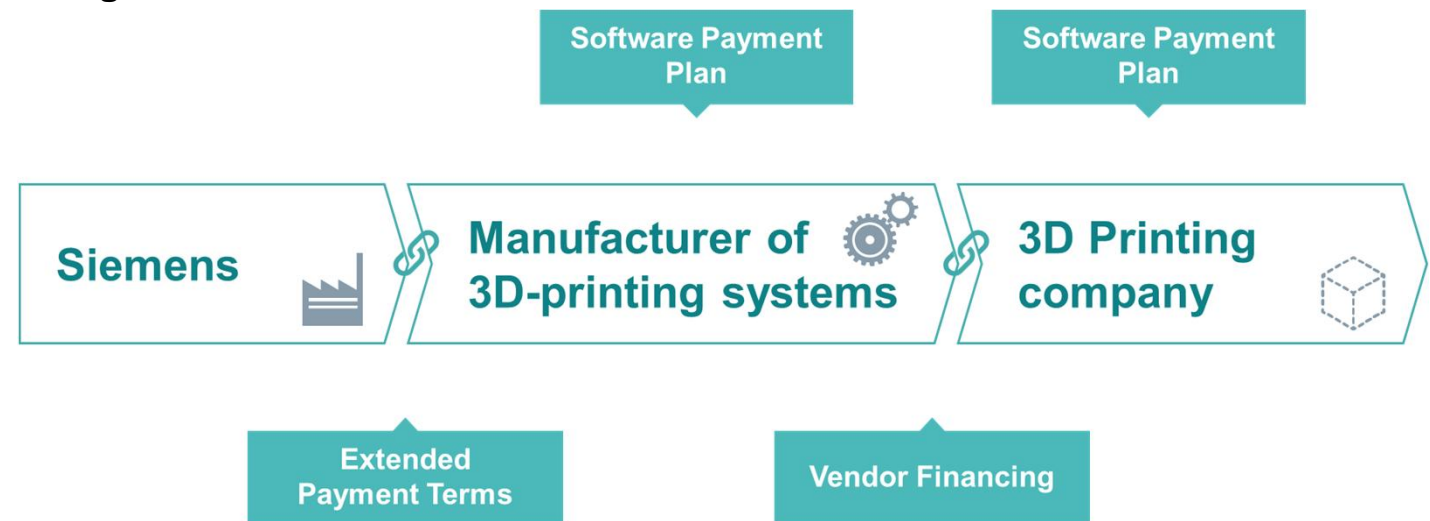 Software Payment
Plan
Software Payment
Plan
Siemens
Manufacturer of
3D-printing systems
3D Printing
company
Extended
Payment Terms
Vendor Financing